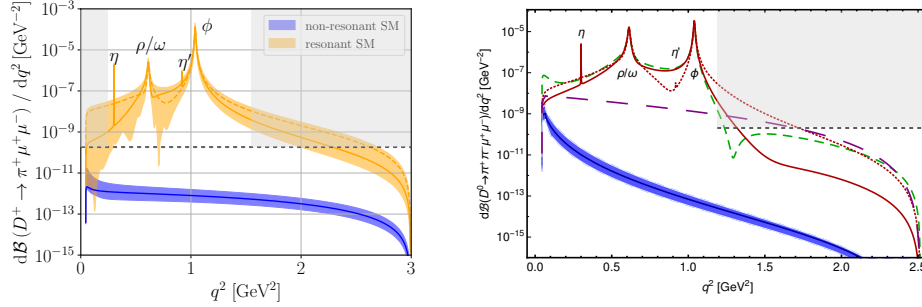 dℬ(D⁺ → π⁺μ⁺μ⁻) / dq² [GeV⁻²]
10⁻³
10⁻⁵
10⁻⁷
10⁻⁹
10⁻¹¹
10⁻¹³
10⁻¹⁵
η
ρ/ω
η′
ϕ
non-resonant SM
resonant SM
0
1
2
3
q² [GeV²]
dℬ(D⁰→π⁺π⁻μ⁺μ⁻)/dq² [GeV⁻²]
10⁻⁴
10⁻⁷
10⁻⁹
10⁻¹¹
10⁻¹³
10⁻¹⁵
η
ρ/ω
η'
ϕ
0.0
0.5
1.0
1.5
2.0
2.5
q² [GeV²]